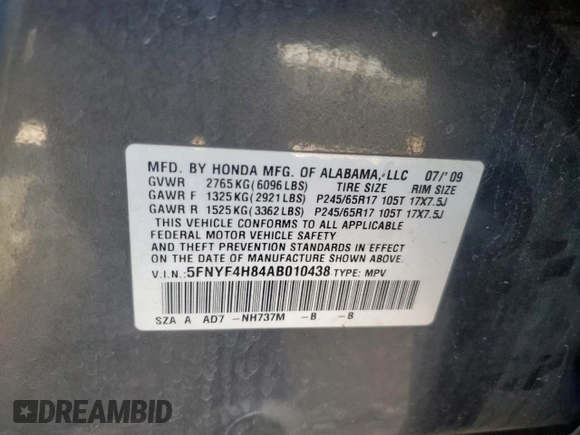 MFD. BY HONDA MFG. OF ALABAMA, LLC 07/'09
GVWR 2765KG(6096LBS) TIRE SIZE RIM SIZE
GAWR F 1325KG(2921LBS) P245/65R17 105T 17X7.5J
GAWR R 1525KG(3362LBS) P245/65R17 105T 17X7.5J
THIS VEHICLE CONFORMS TO ALL APPLICABLE
FEDERAL MOTOR VEHICLE SAFETY
AND THEFT PREVENTION STANDARDS IN EFFECT
ON THE DATE OF MANUFACTURE SHOWN ABOVE.
V.I.N.: 5FNYF4H84AB010438 TYPE: MPV
SZA A AD7 -NH737M -B -B
DREAMBID